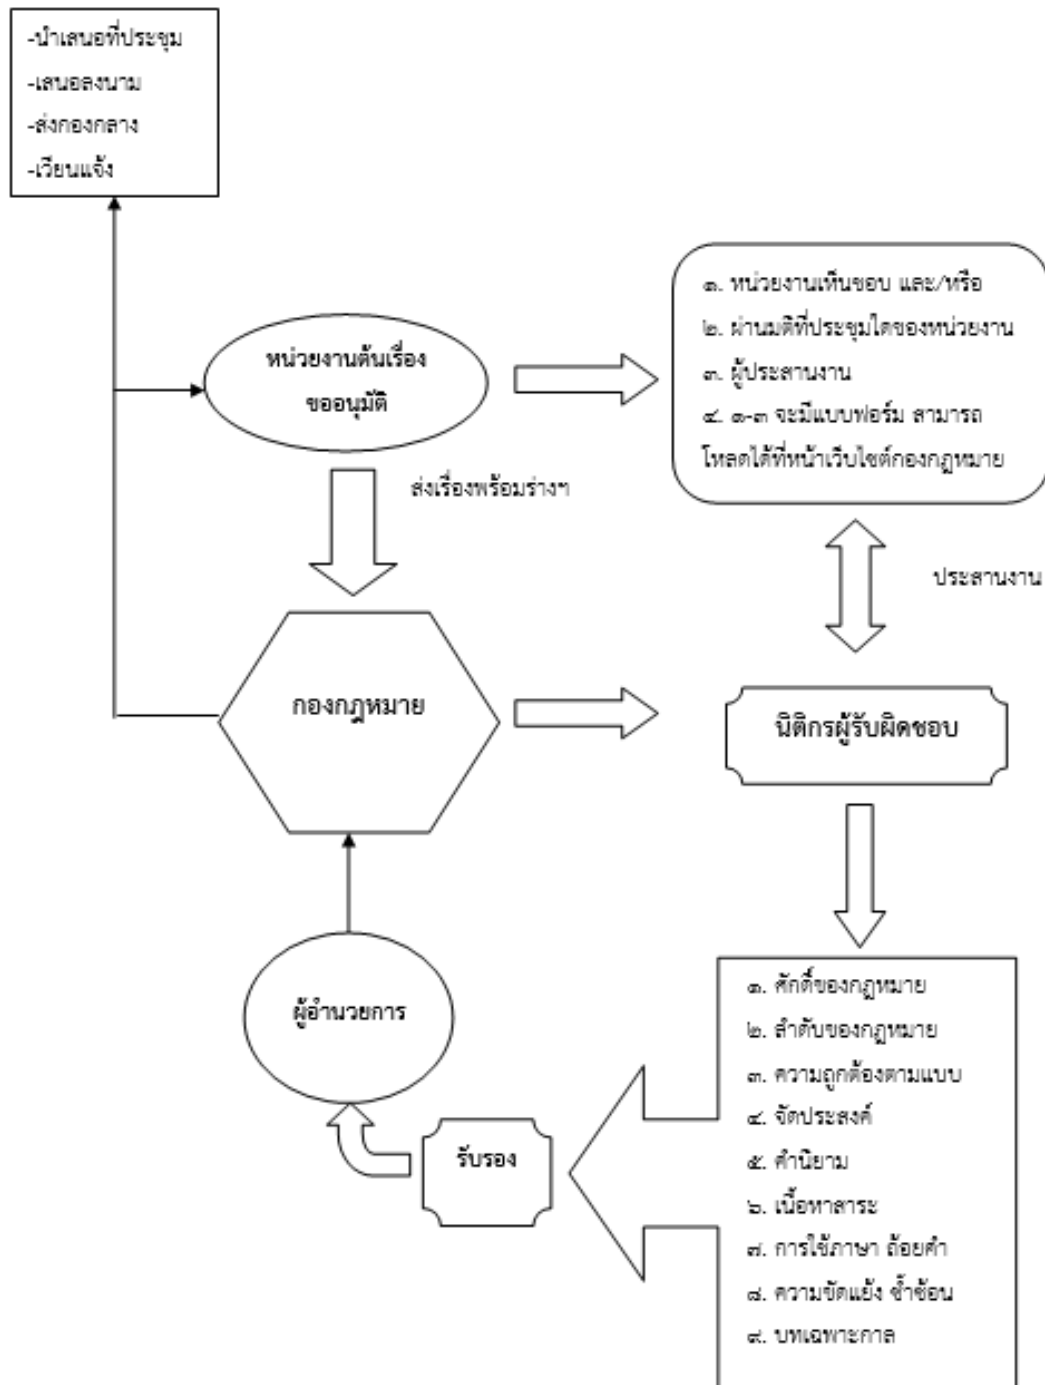 -นำเสนอที่ประชุม
-เสนอลงนาม
-ส่งกองกลาง
-เวียนแจ้ง
หน่วยงานต้นเรื่อง
ขออนุมัติ
๑. หน่วยงานเห็นชอบ และ/หรือ
๒. ผ่านมติที่ประชุมใดของหน่วยงาน
๓. ผู้ประสานงาน
๔. ๑-๓ จะมีแบบฟอร์ม สามารถ
โหลดได้ที่หน้าเว็บไซต์กองกฎหมาย
ส่งเรื่องพร้อมร่างฯ
ประสานงาน
กองกฎหมาย
นิติกรผู้รับผิดชอบ
ผู้อำนวยการ
รับรอง
๑. ศักดิ์ของกฎหมาย
๒. ลำดับของกฎหมาย
๓. ความถูกต้องตามแบบ
๔. จัดประสงค์
๕. คำนิยาม
๖. เนื้อหาสาระ
๗. การใช้ภาษา ถ้อยคำ
๘. ความขัดแย้ง ซ้ำซ้อน
๙. บทเฉพาะกาล